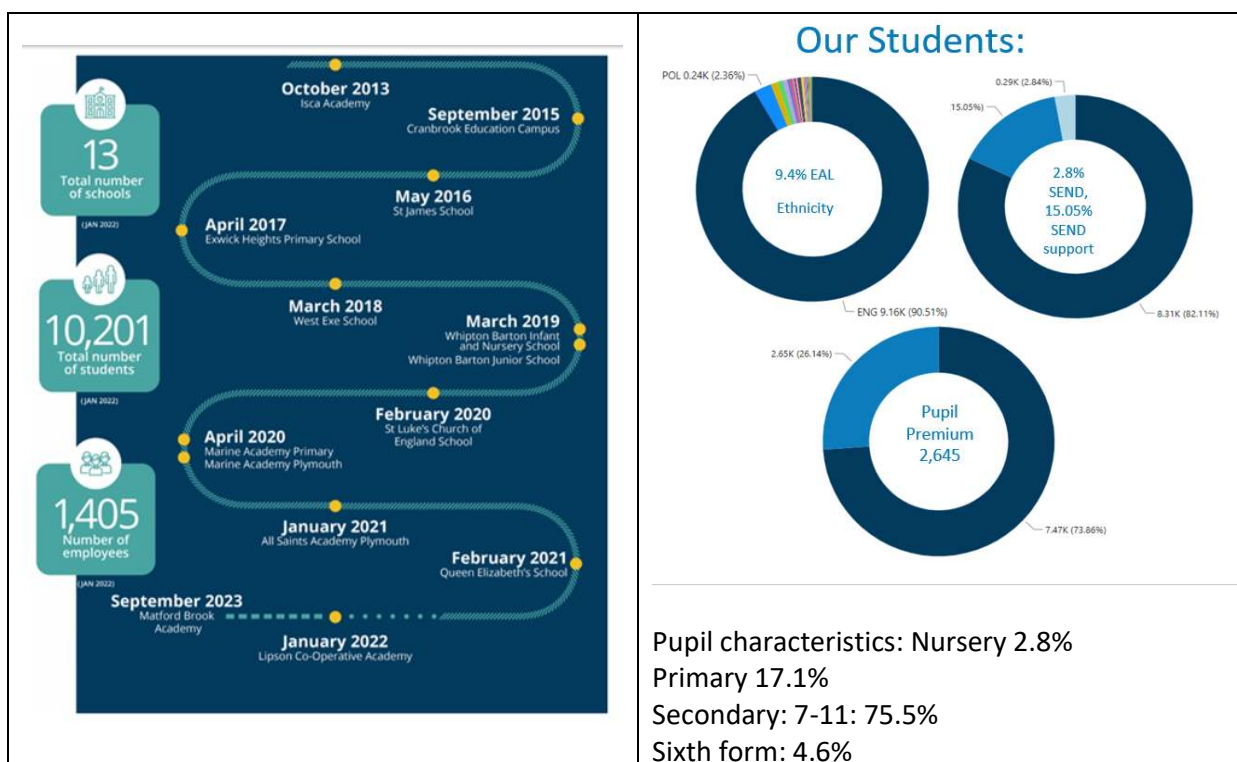 13
Total number
of schools
(JAN 2022)
10,201
Total number
of students
(JAN 2022)
1,405
Number of
employees
(JAN 2022)
October 2013
Isca Academy
September 2015
Cranbrook Education Campus
May 2016
St James School
April 2017
Exwick Heights Primary School
March 2018
West Exe School
March 2019
Whipton Barton Infant
and Nursery School
Whipton Barton Junior School
February 2020
St Luke's Church of
England School
April 2020
Marine Academy Primary
Marine Academy Plymouth
January 2021
All Saints Academy Plymouth
February 2021
Queen Elizabeth's School
September 2023
Matford Brook
Academy
January 2022
Lipson Co-Operative Academy
Our Students:
POL 0.24K (2.36%)
9.4% EAL
Ethnicity
ENG 9.16K (90.51%)
0.29K (2.84%)
15.05%)
2.8%
SEND,
15.05%
SEND
support
8.31K (82.11%)
2.65K (26.14%)
Pupil
Premium
2,645
7.47K (73.86%)
Pupil characteristics: Nursery 2.8%
Primary 17.1%
Secondary: 7-11: 75.5%
Sixth form: 4.6%